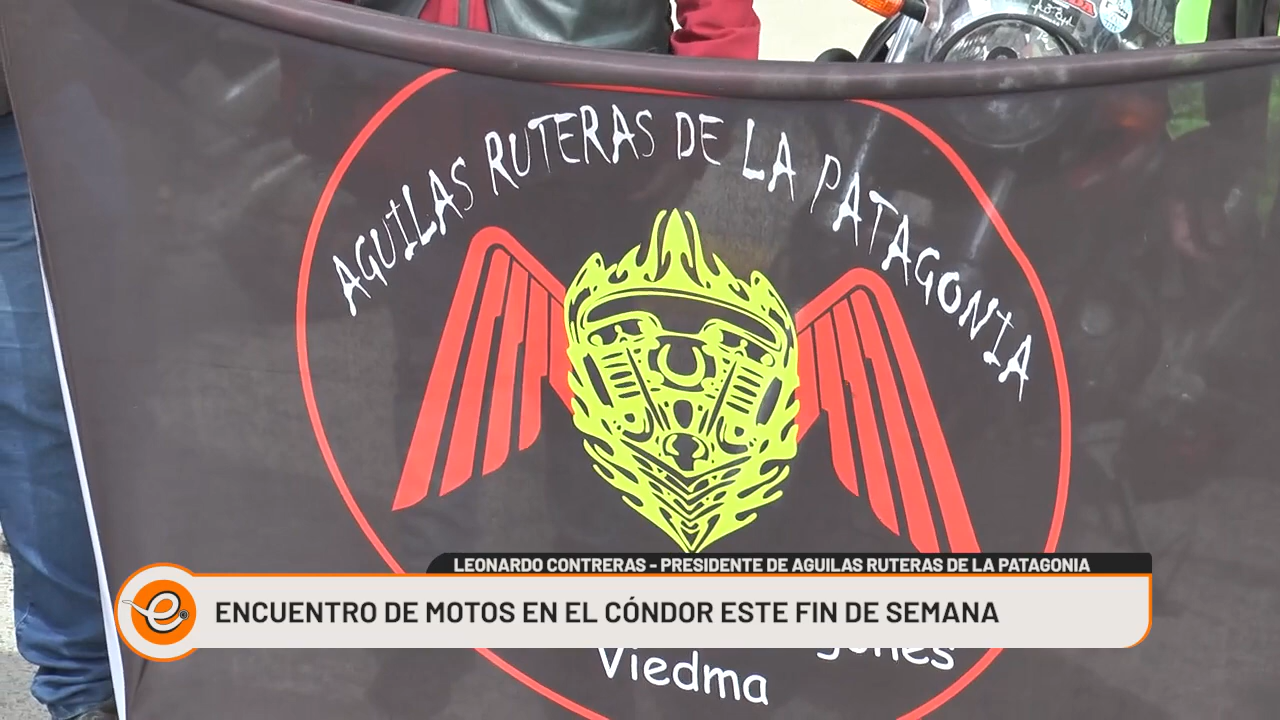 AGUILAS RUTERAS DE LA PATAGONIA
LEONARDO CONTRERAS - PRESIDENTE DE AGUILAS RUTERAS DE LA PATAGONIA
ENCUENTRO DE MOTOS EN EL CÓNDOR ESTE FIN DE SEMANA
Viedma